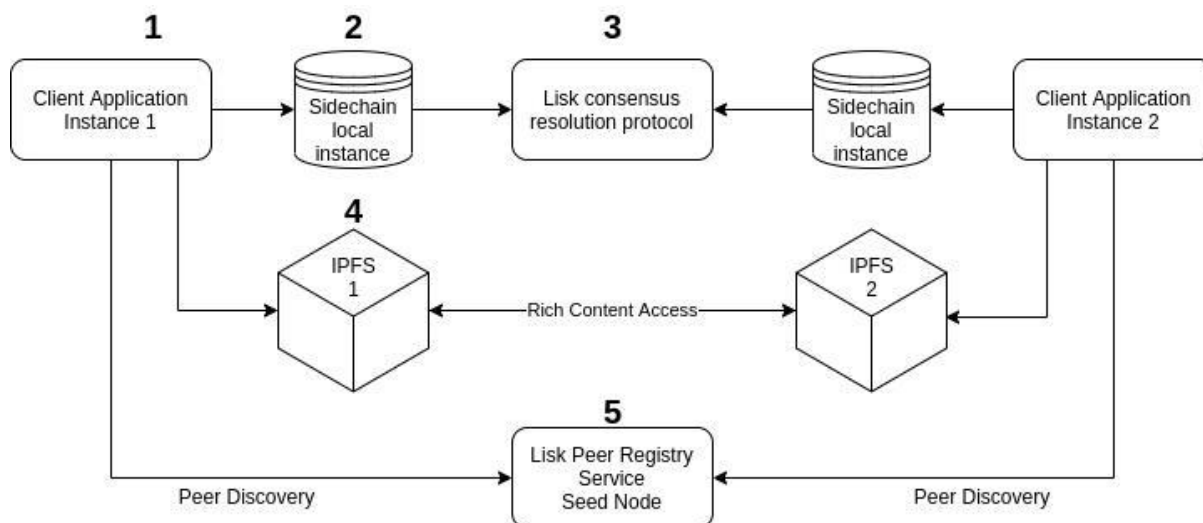 1
2
3
Client Application
Instance 1
Sidechain
local
instance
Lisk consensus
resolution protocol
Sidechain
local
instance
Client Application
Instance 2
4
IPFS
1
Rich Content Access
IPFS
2
5
Lisk Peer Registry
Service
Seed Node
Peer Discovery
Peer Discovery